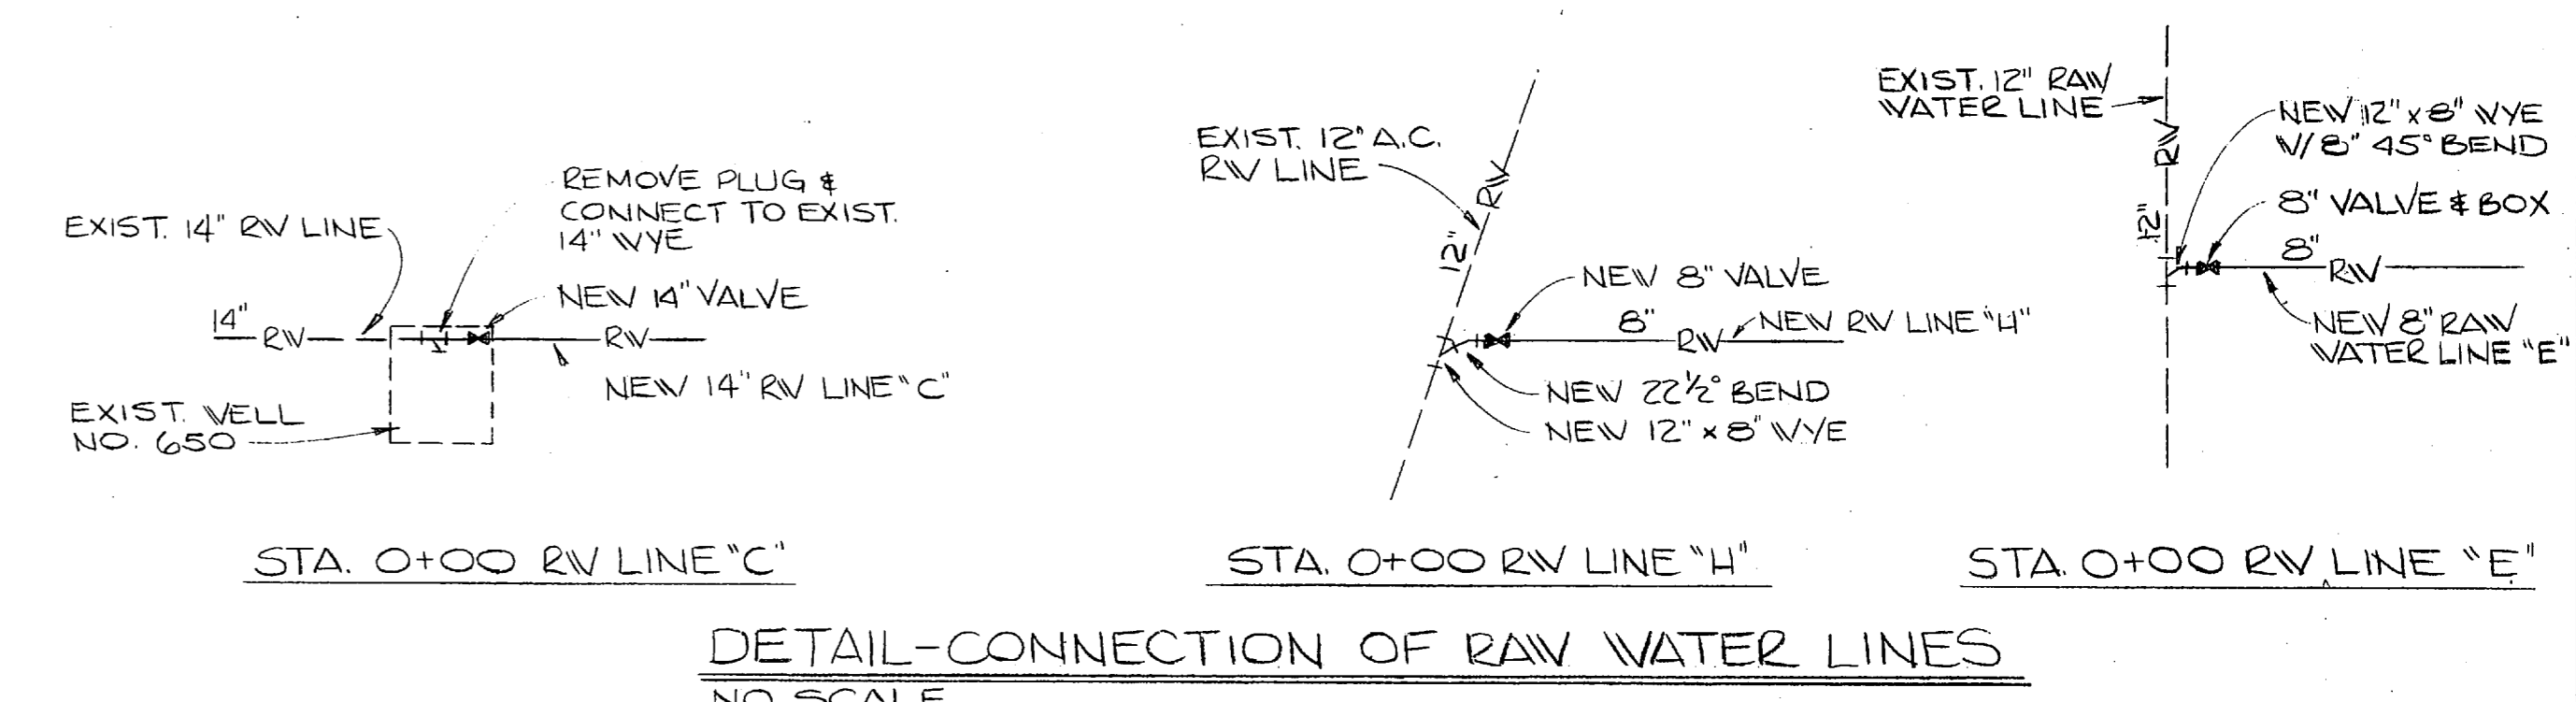 EXIST. 14" RW LINE
REMOVE PLUG &
CONNECT TO EXIST.
14" WYE
NEW 14" VALVE
14"
RW
RW
NEW 14" RW LINE "C"
EXIST. WELL
NO. 650
STA. 0+00 RW LINE "C"
EXIST. 12" A.C.
RW LINE
RW
12"
NEW 8" VALVE
8"
RW
NEW RW LINE "H"
NEW 22½° BEND
NEW 12" x 8" WYE
STA. 0+00 RW LINE "H"
EXIST. 12" RAW
WATER LINE
RW
12"
NEW 12" x 8" WYE
W/ 8" 45° BEND
8" VALVE & BOX
8"
RW
NEW 8" RAW
WATER LINE "E"
STA. 0+00 RW LINE "E"
DETAIL-CONNECTION OF RAW WATER LINES
NO SCALE